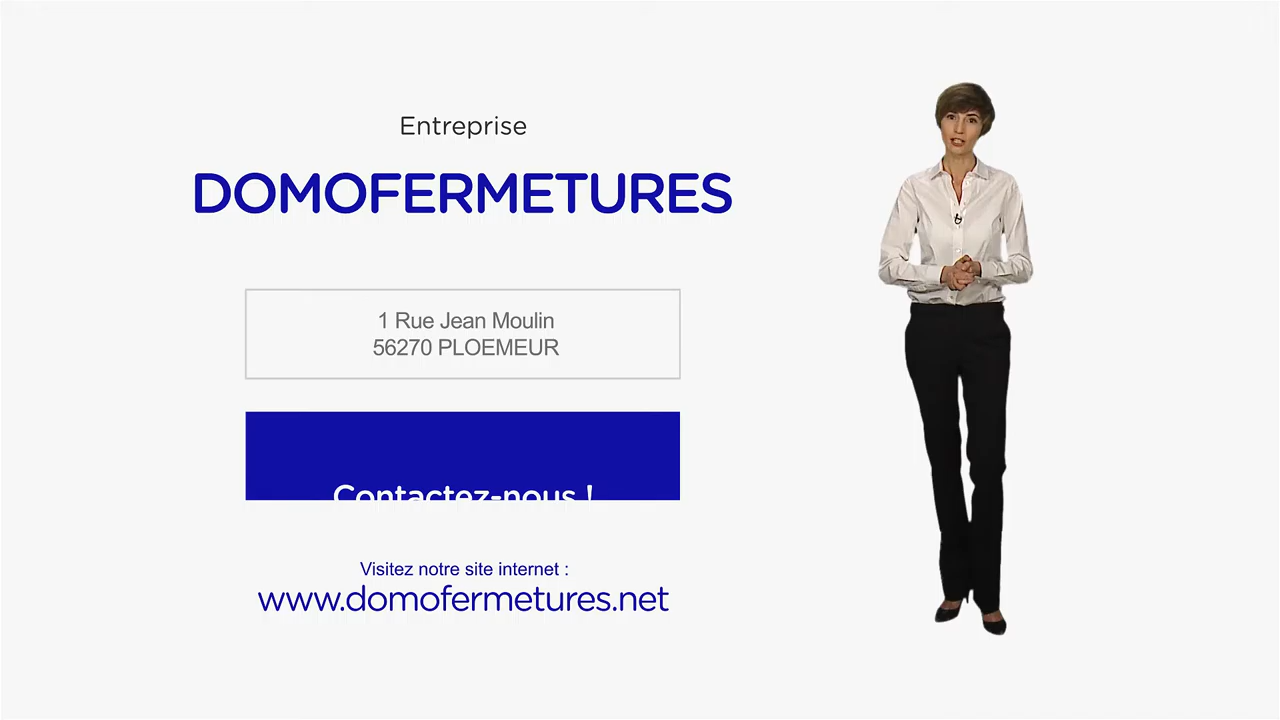 Entreprise
DOMOFERMETURES
1 Rue Jean Moulin
56270 PLOEMEUR
Contactez-nous !
Visitez notre site internet :
www.domofermetures.net